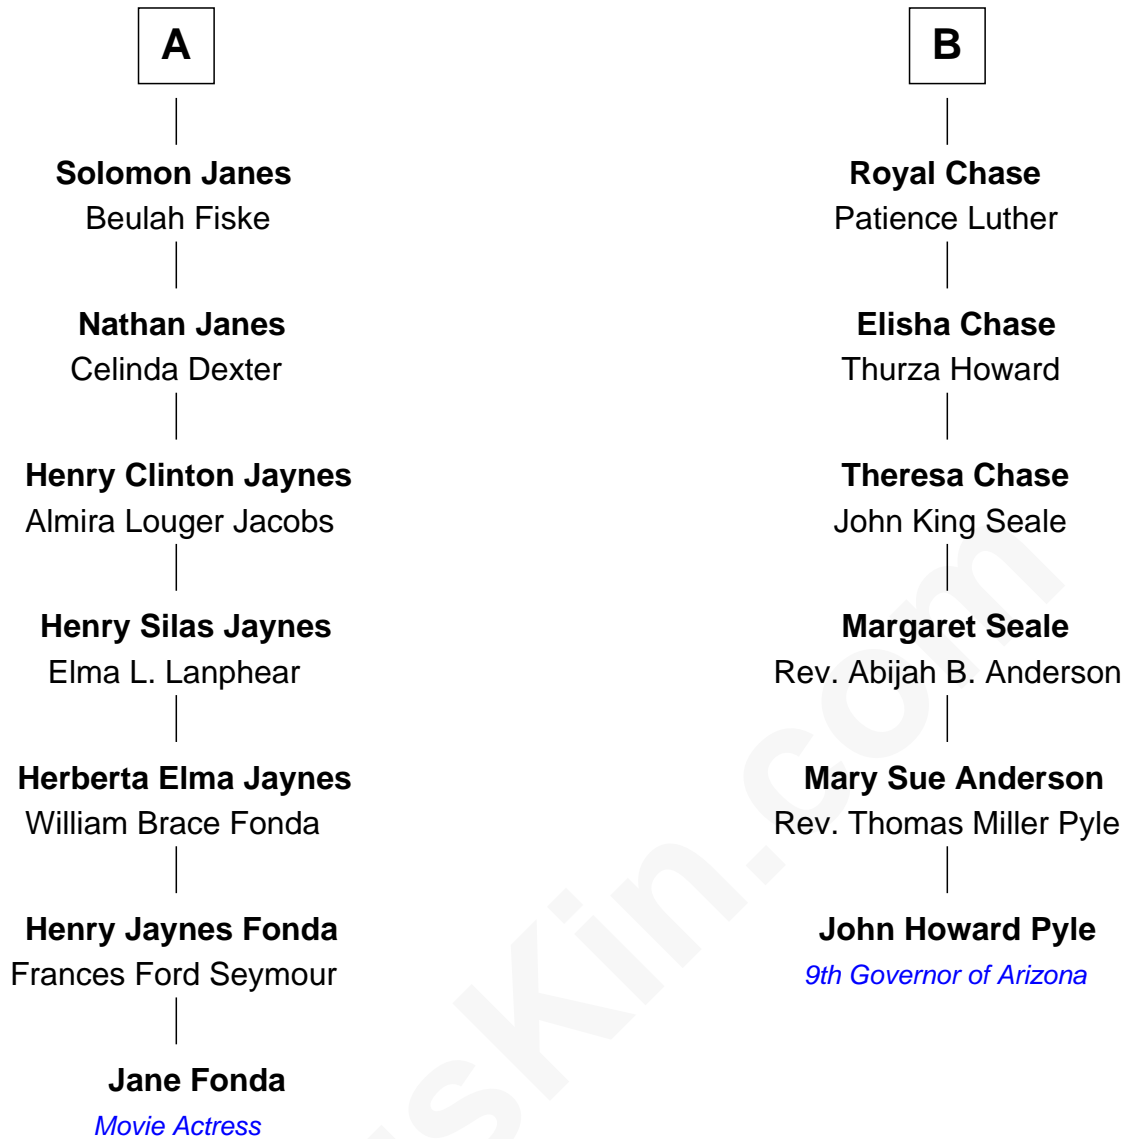 A
Solomon Janes
Beulah Fiske
Nathan Janes
Celinda Dexter
Henry Clinton Jaynes
Almira Louger Jacobs
Henry Silas Jaynes
Elma L. Lanphear
Herberta Elma Jaynes
William Brace Fonda
Henry Jaynes Fonda
Frances Ford Seymour
Jane Fonda
Movie Actress
B
Royal Chase
Patience Luther
Elisha Chase
Thurza Howard
Theresa Chase
John King Seale
Margaret Seale
Rev. Abijah B. Anderson
Mary Sue Anderson
Rev. Thomas Miller Pyle
John Howard Pyle
9th Governor of Arizona
sKin.com